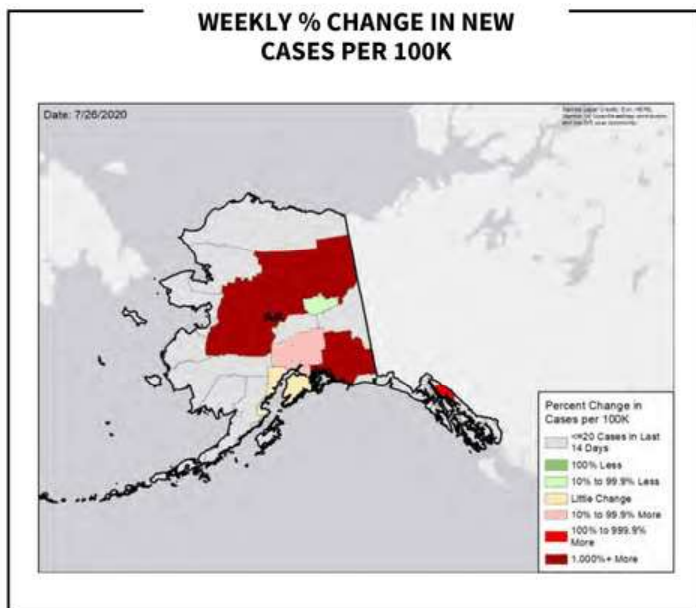 WEEKLY % CHANGE IN NEW
CASES PER 100K
Date: 7/26/2020
Percent Change in
Cases per 100K
<=20 Cases in Last
14 Days
100% Less
10% to 99.9% Less
Little Change
10% to 99.9% More
100% to 999.9%
More
1,000%+ More